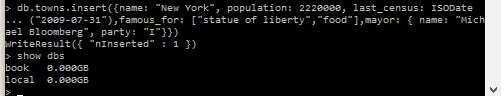 > db.towns.insert({name: "New York", population: 2220000, last_census: ISODate
... ("2009-07-31"),famous_for: ["statue of liberty","food"],mayor: { name: "Mich
ael Bloomberg", party: "I"}})
WriteResult({ "nInserted" : 1 })
> show dbs
book   0.000GB
local  0.000GB
>